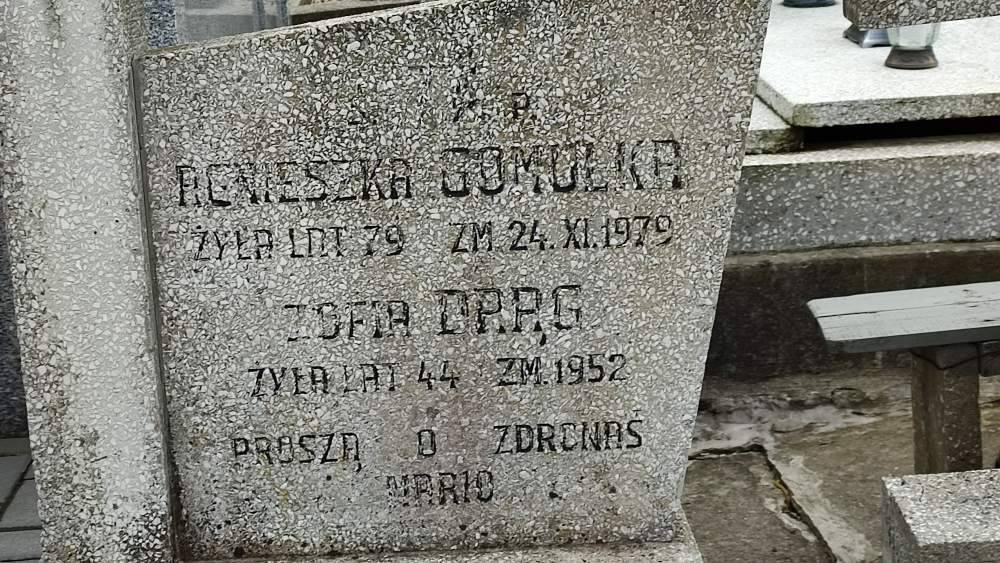 Ś P
AGNIESZKA GOMUŁKA
ŻYŁA LAT 79 ZM 24.XI.1979
ZOFIA DRĄG
ŻYŁA LAT 44 ZM.1952
PROSZĄ O ZDROWAŚ
MARIO